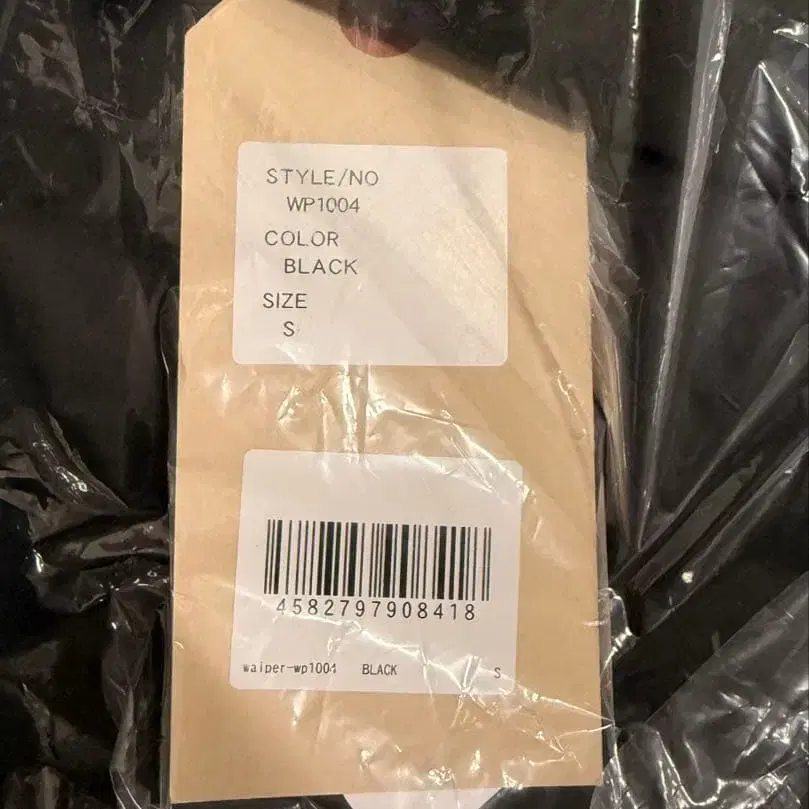 STYLE/NO
WP1004
COLOR
BLACK
SIZE
S
4582797908418
waiper-wp1004 BLACK S